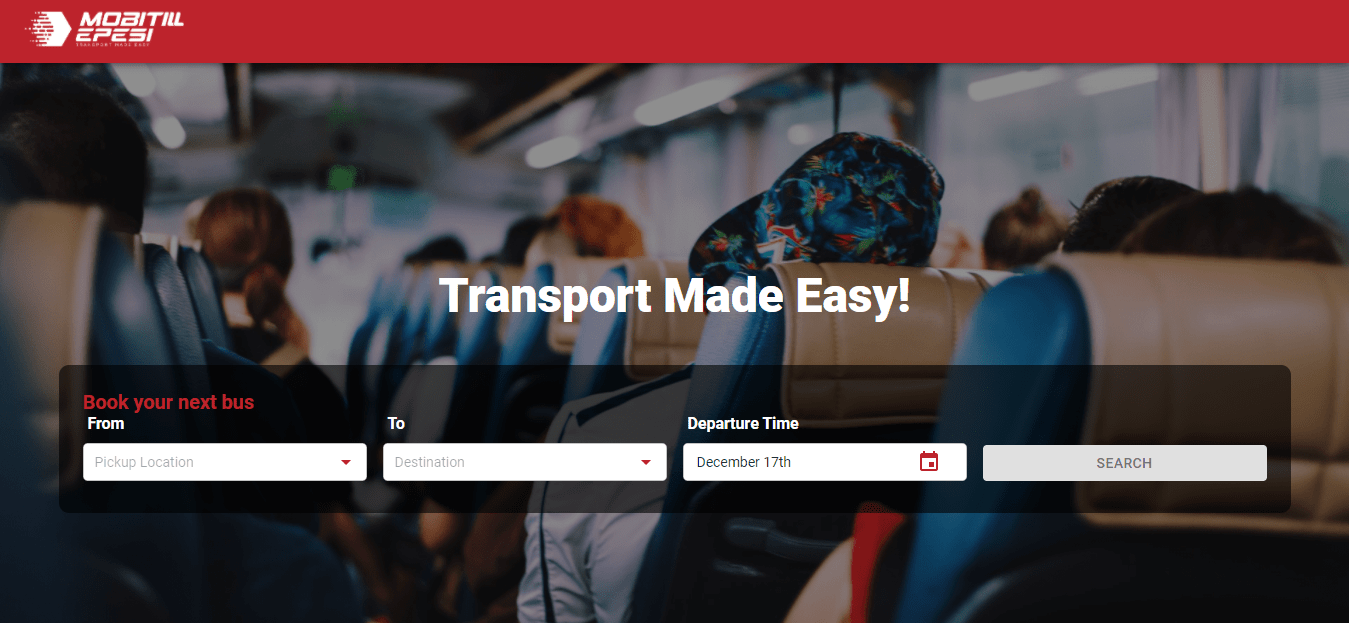 MOBITILL
EPESI
TRANSPORT MADE EASY
Transport Made Easy!
Book your next bus
From
To
Departure Time
Pickup Location
Destination
December 17th
SEARCH